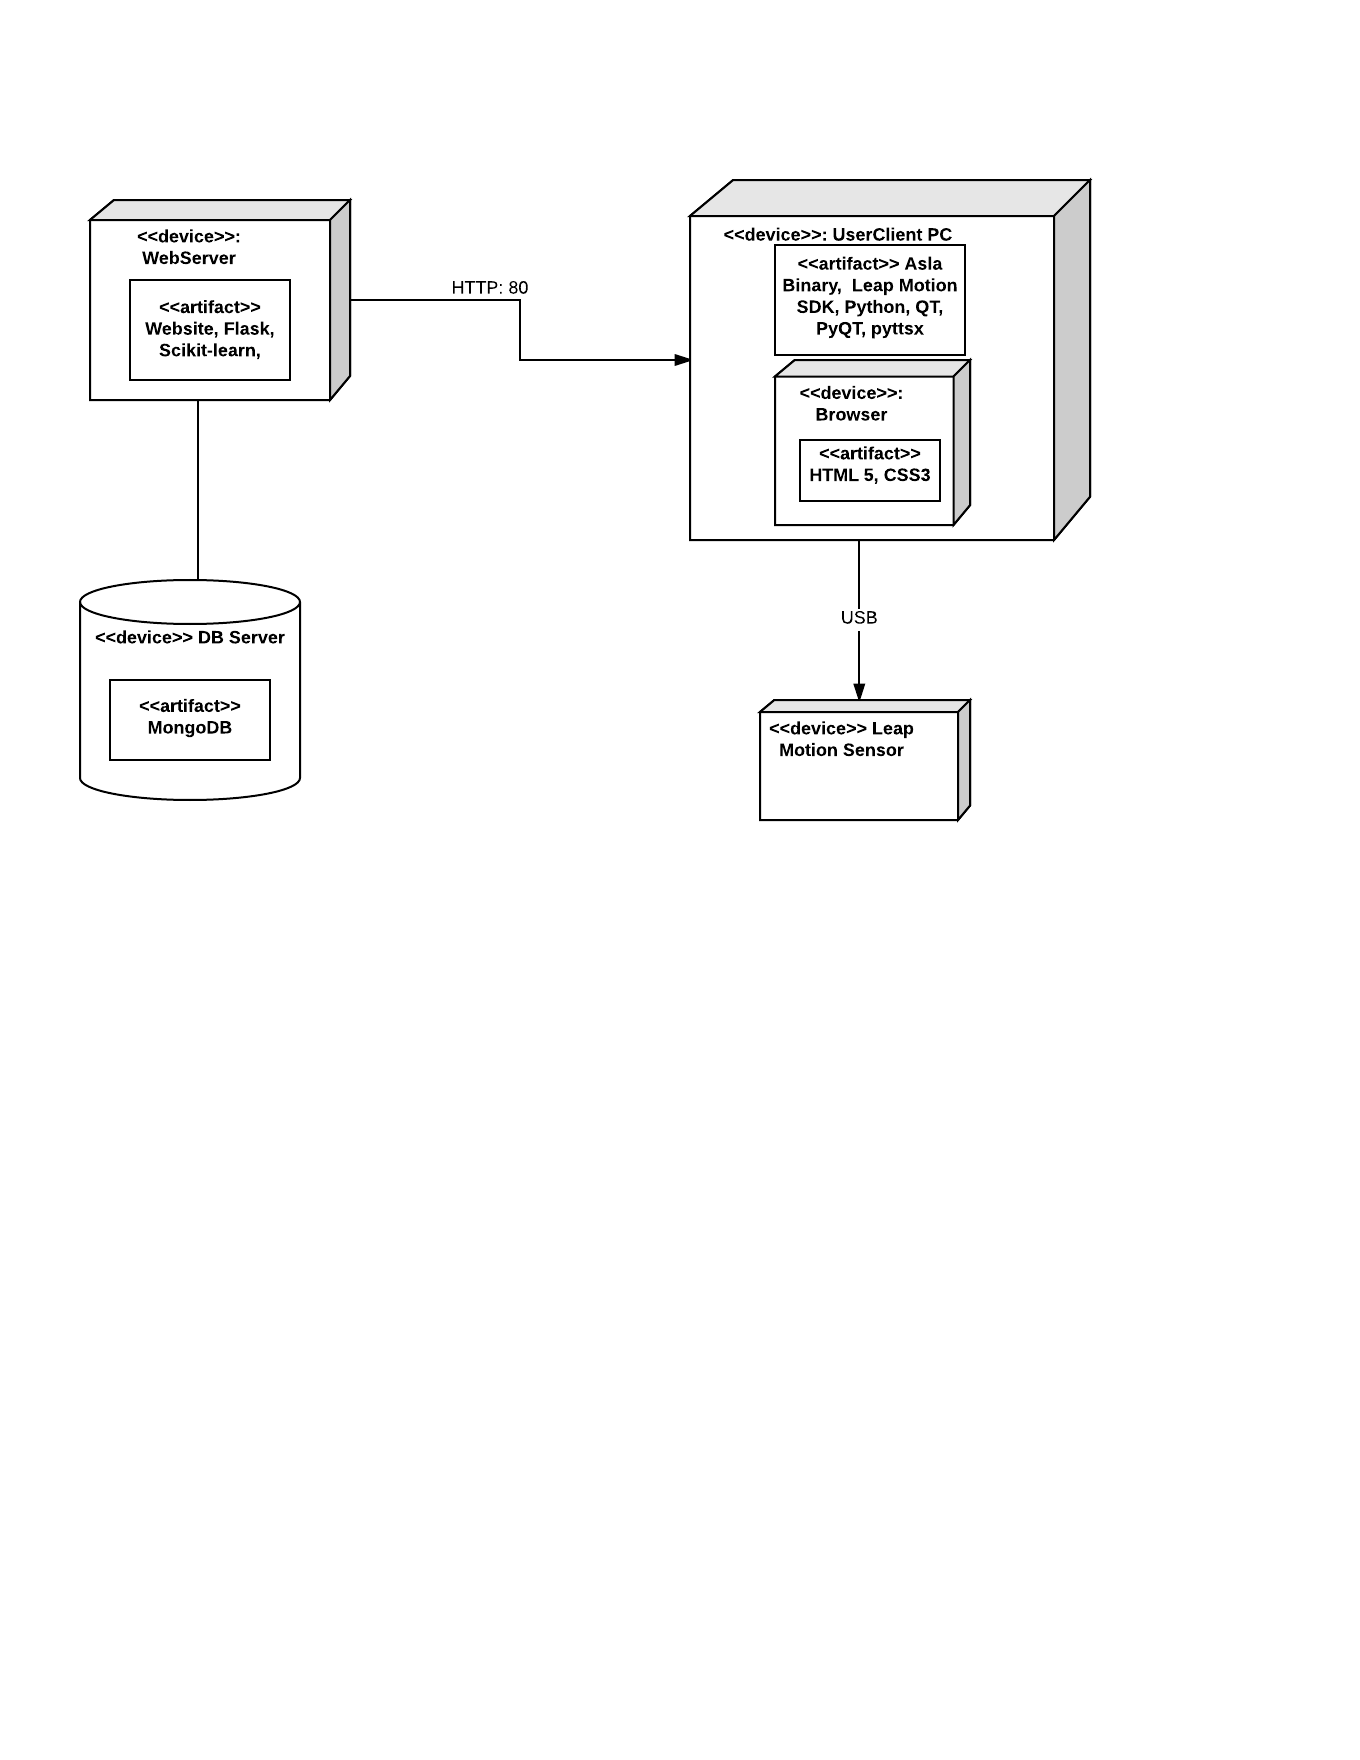 <<device>>:
WebServer
<<artifact>>
Website, Flask,
Scikit-learn,
HTTP: 80
<<device>>: UserClient PC
<<artifact>> Asla
Binary,  Leap Motion
SDK, Python, QT,
PyQT, pyttsx
<<device>>:
Browser
<<artifact>>
HTML 5, CSS3
USB
<<device>> DB Server
<<artifact>>
MongoDB
<<device>> Leap
Motion Sensor